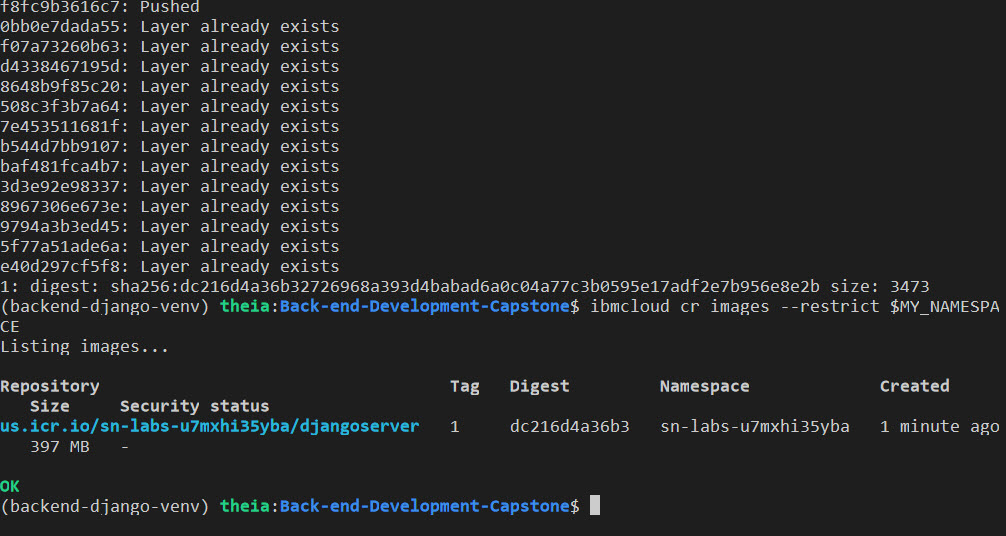 f8fc9b3616c7: Pushed
0bb0e7dada55: Layer already exists
f07a73260b63: Layer already exists
d4338467195d: Layer already exists
8648b9f85c20: Layer already exists
508c3f3b7a64: Layer already exists
7e453511681f: Layer already exists
b544d7bb9107: Layer already exists
baf481fca4b7: Layer already exists
3d3e92e98337: Layer already exists
8967306e673e: Layer already exists
9794a3b3ed45: Layer already exists
5f77a51ade6a: Layer already exists
e40d297cf5f8: Layer already exists
1: digest: sha256:dc216d4a36b32726968a393d4babad6a0c04a77c3b0595e17adf2e7b956e8e2b size: 3473
(backend-django-venv) theia:Back-end-Development-Capstone$ ibmcloud cr images --restrict $MY_NAMESPA
CE
Listing images...
Repository Tag Digest Namespace Created
Size Security status
us.icr.io/sn-labs-u7mxhi35yba/djangoserver 1 dc216d4a36b3 sn-labs-u7mxhi35yba 1 minute ago
397 MB -
OK
(backend-django-venv) theia:Back-end-Development-Capstone$